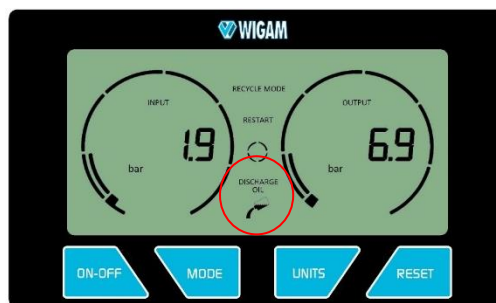 WIGAM
INPUT
1.9
bar
RECYCLE MODE
RESTART
DISCHARGE
OIL
OUTPUT
6.9
bar
ON-OFF
MODE
UNITS
RESET